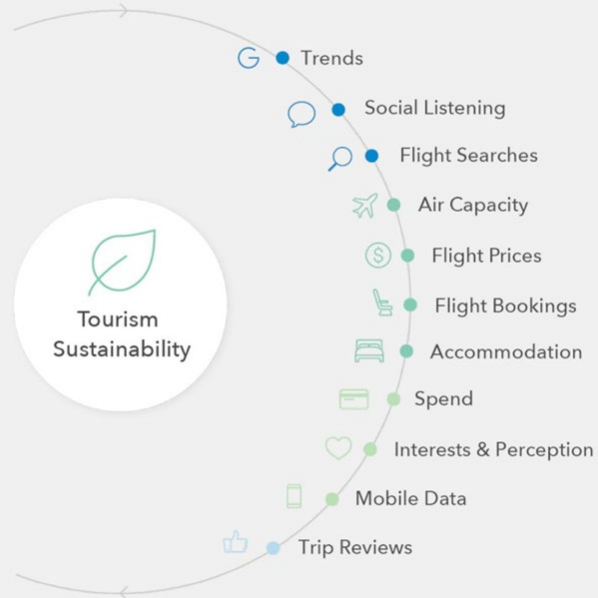 Trends
Social Listening
Flight Searches
Air Capacity
Flight Prices
Flight Bookings
Accommodation
Spend
Interests & Perception
Mobile Data
Trip Reviews
Tourism
Sustainability